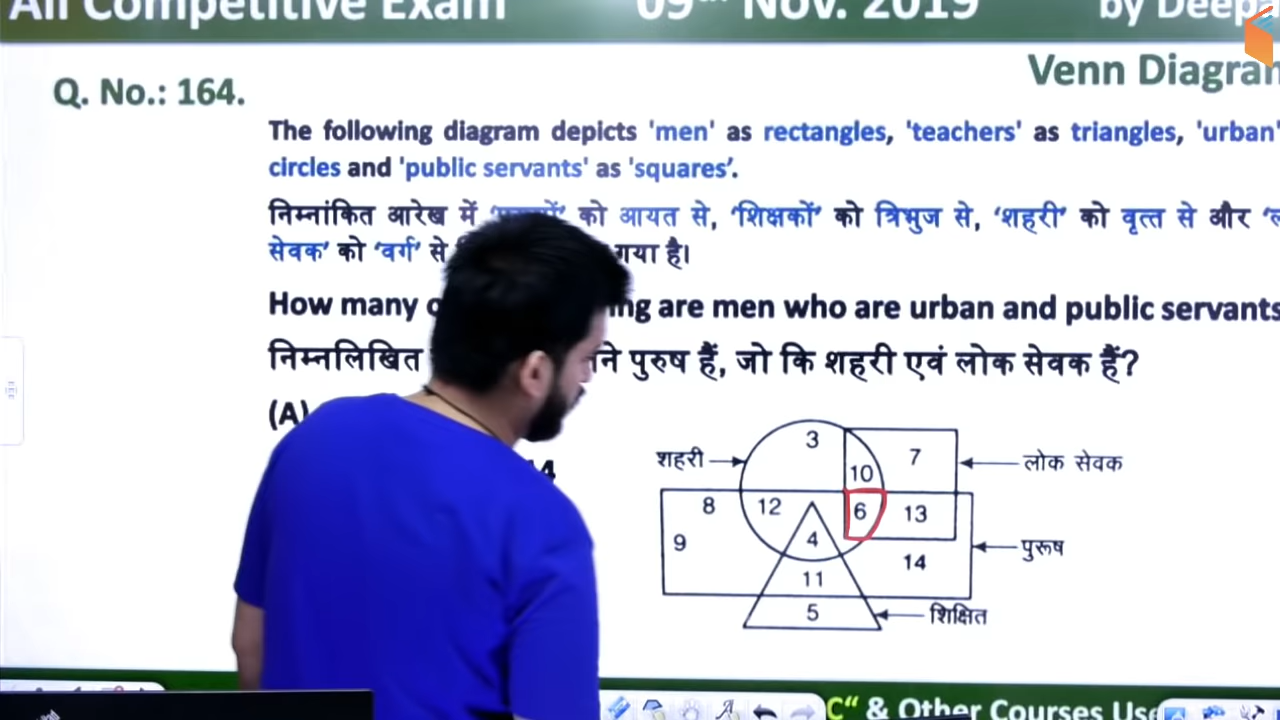 All Competitive Exam 09th Nov. 2019 by Deepa
Venn Diagram
Q. No.: 164.
The following diagram depicts 'men' as rectangles, 'teachers' as triangles, 'urban'
circles and 'public servants' as 'squares'.
निम्नांकित आरेख में को आयत से, 'शिक्षकों' को त्रिभुज से, 'शहरी' को वृत्त से और
सेवक' को 'वर्ग' से गया है।
How many are men who are urban and public servants
निम्नलिखित पुरुष हैं, जो कि शहरी एवं लोक सेवक हैं?
(A)
3
7
शहरी
लोक सेवक
10
8 12 6 13
9 4
पुरूष
14
11
5
शिक्षित
C" & Other Courses Use